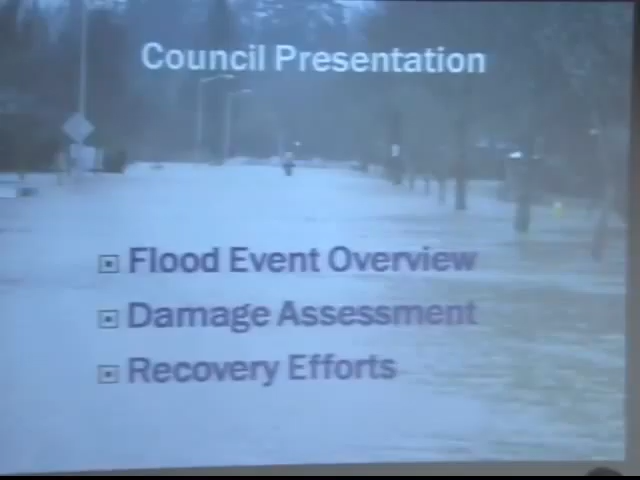 Council Presentation
Flood Event Overview
Damage Assessment
Recovery Efforts